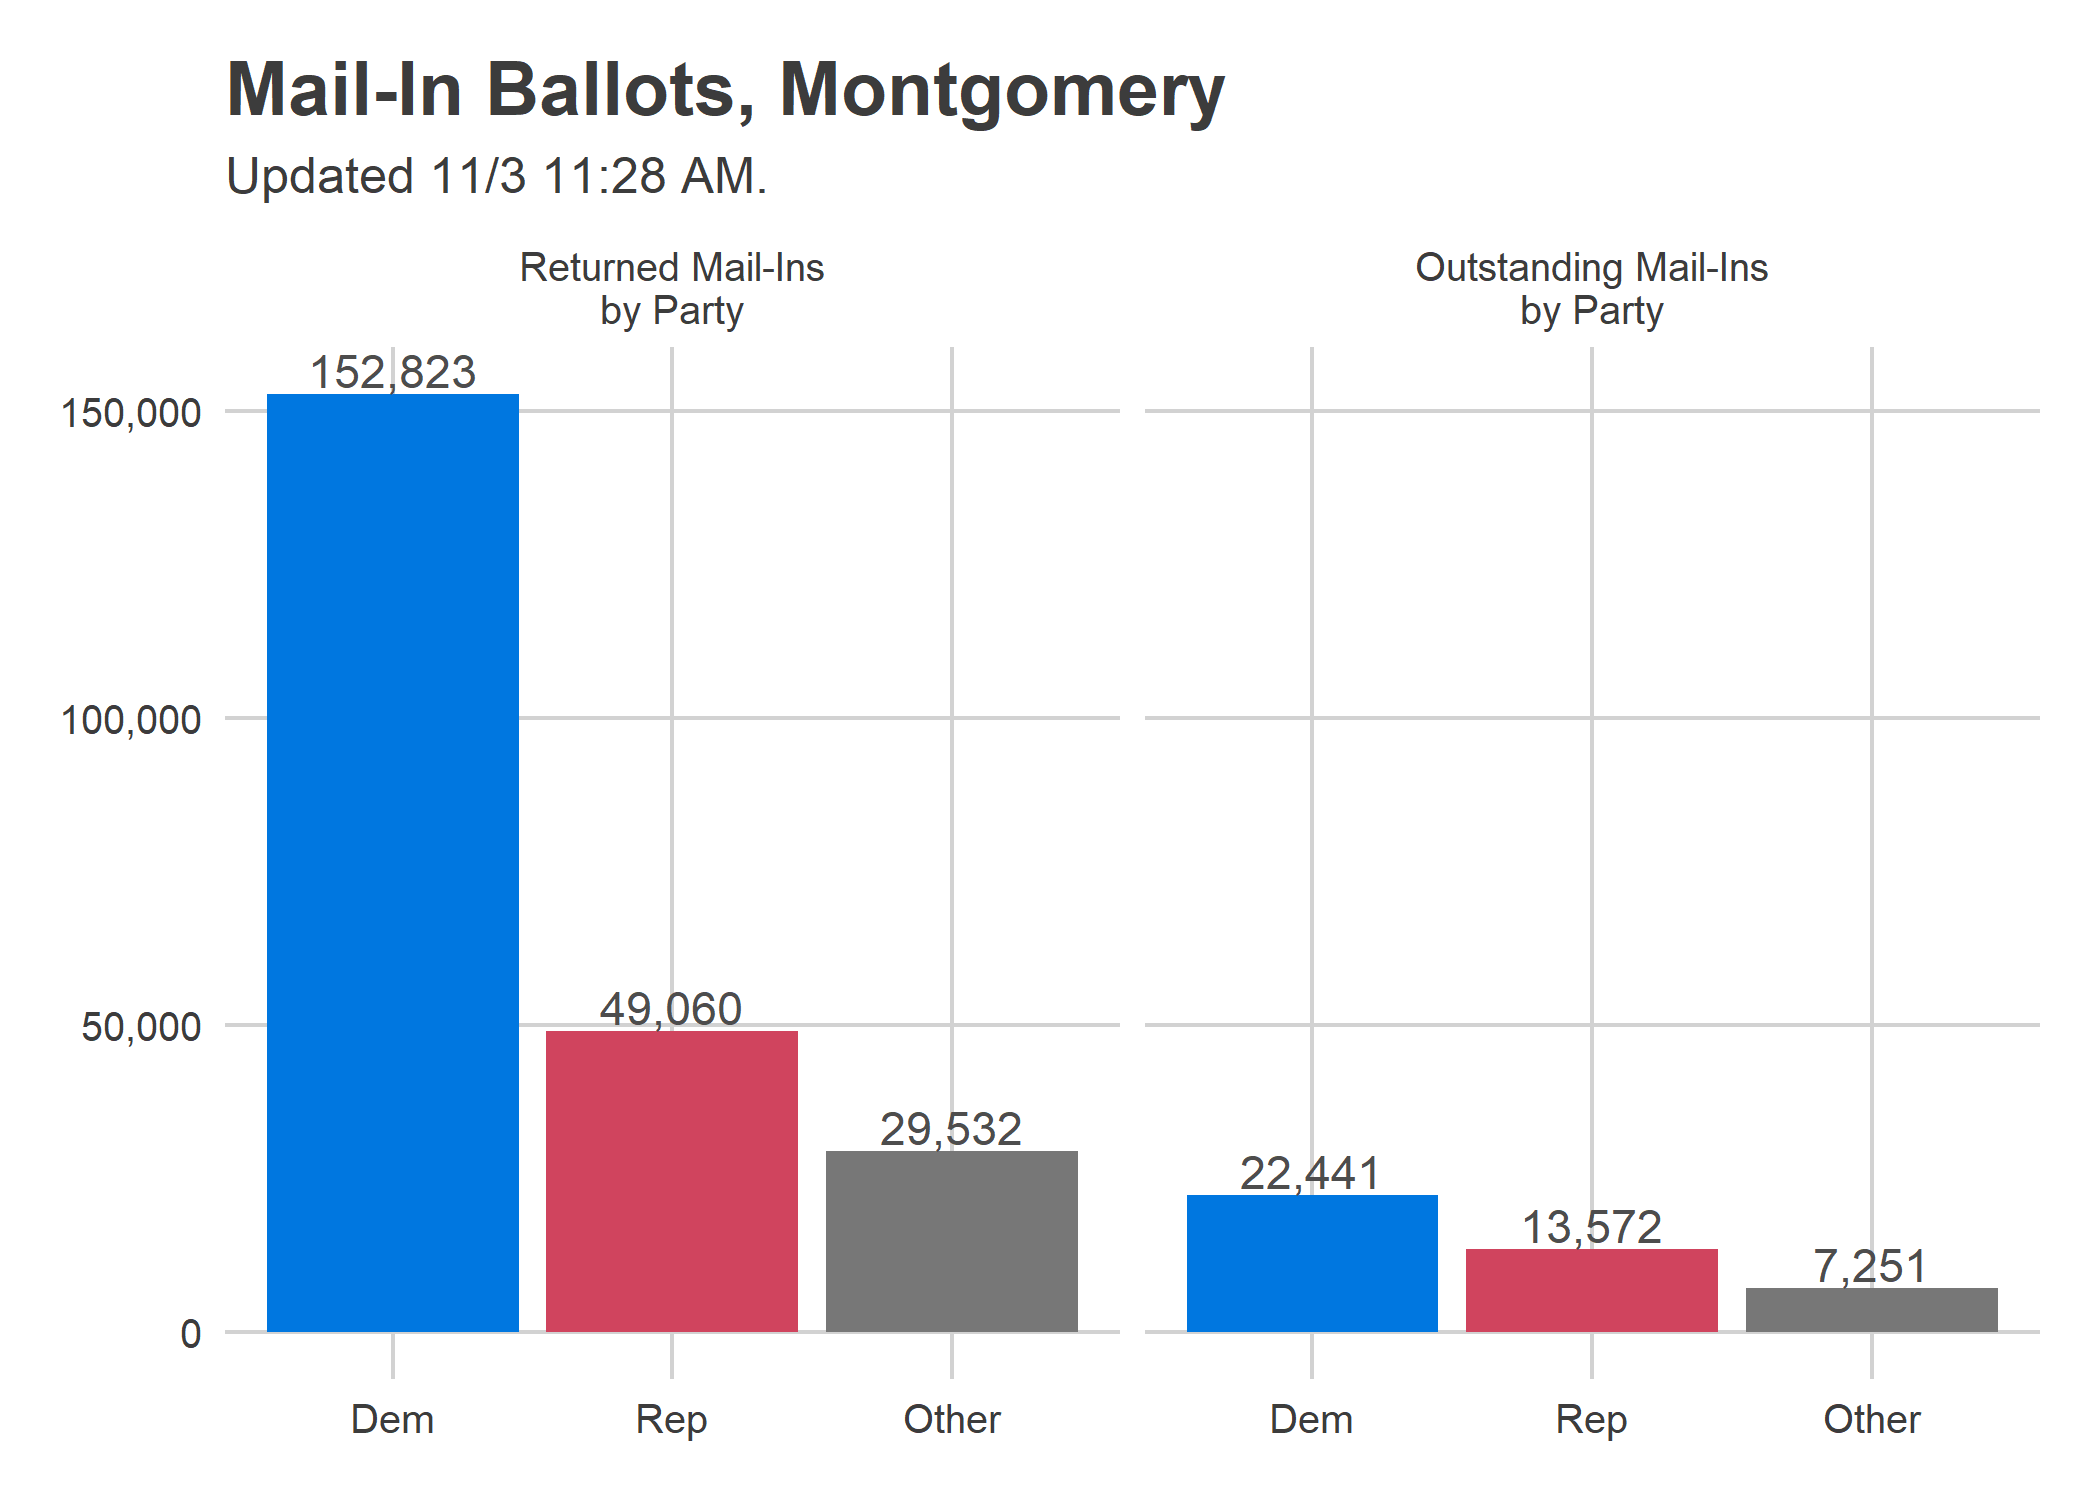 Mail-In Ballots, Montgomery
Updated 11/3 11:28 AM.
Returned Mail-Ins
by Party
Outstanding Mail-Ins
by Party
150,000
100,000
50,000
0
152,823
49,060
29,532
22,441
13,572
7,251
Dem
Rep
Other
Dem
Rep
Other